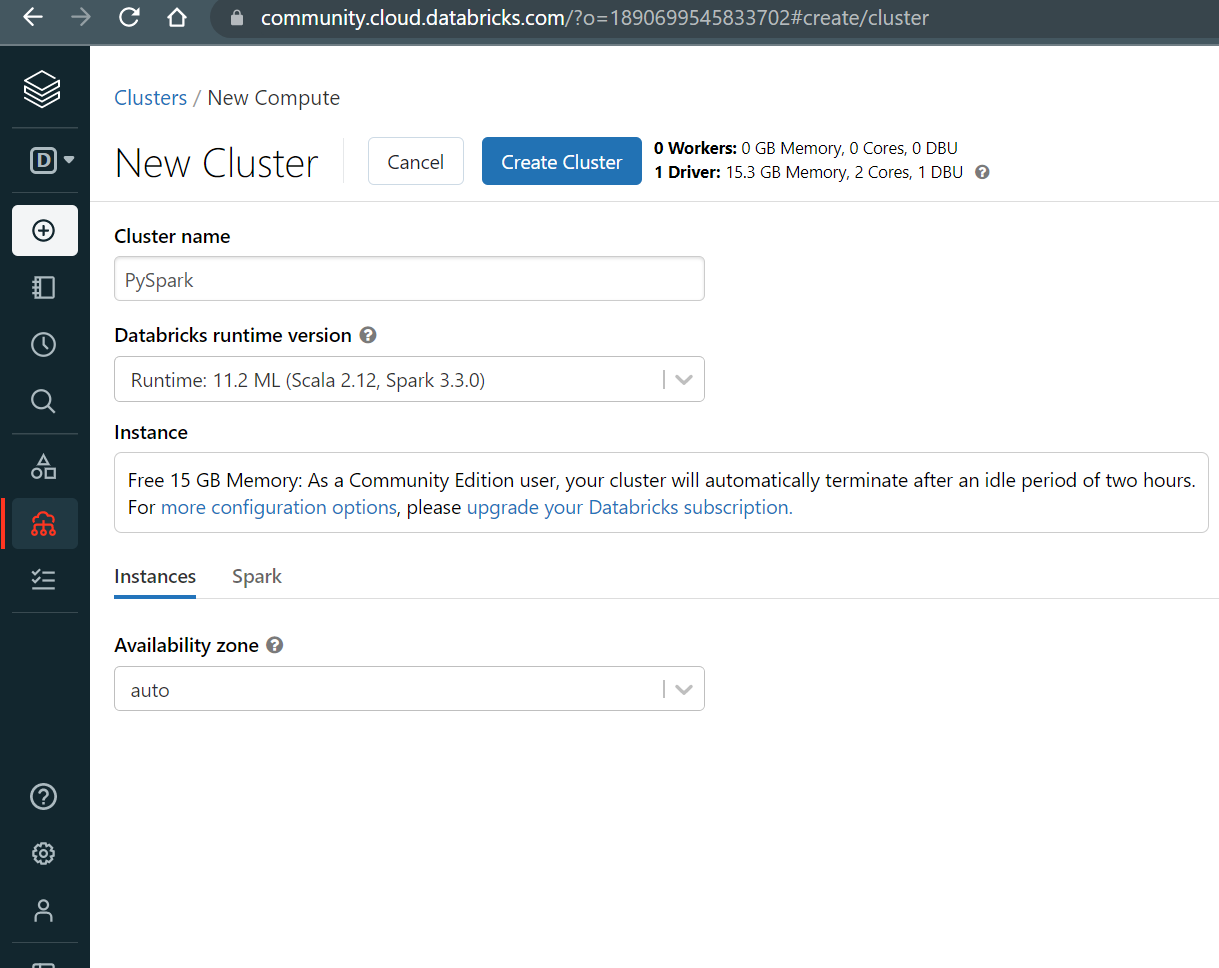 community.cloud.databricks.com/?o=1890699545833702#create/cluster
Clusters / New Compute
D
New Cluster
Cancel
Create Cluster
0 Workers: 0 GB Memory, 0 Cores, 0 DBU
1 Driver: 15.3 GB Memory, 2 Cores, 1 DBU ?
Cluster name
PySpark
Databricks runtime version ?
Runtime: 11.2 ML (Scala 2.12, Spark 3.3.0)
Instance
Free 15 GB Memory: As a Community Edition user, your cluster will automatically terminate after an idle period of two hours.
For more configuration options, please upgrade your Databricks subscription.
Instances
Spark
Availability zone ?
auto